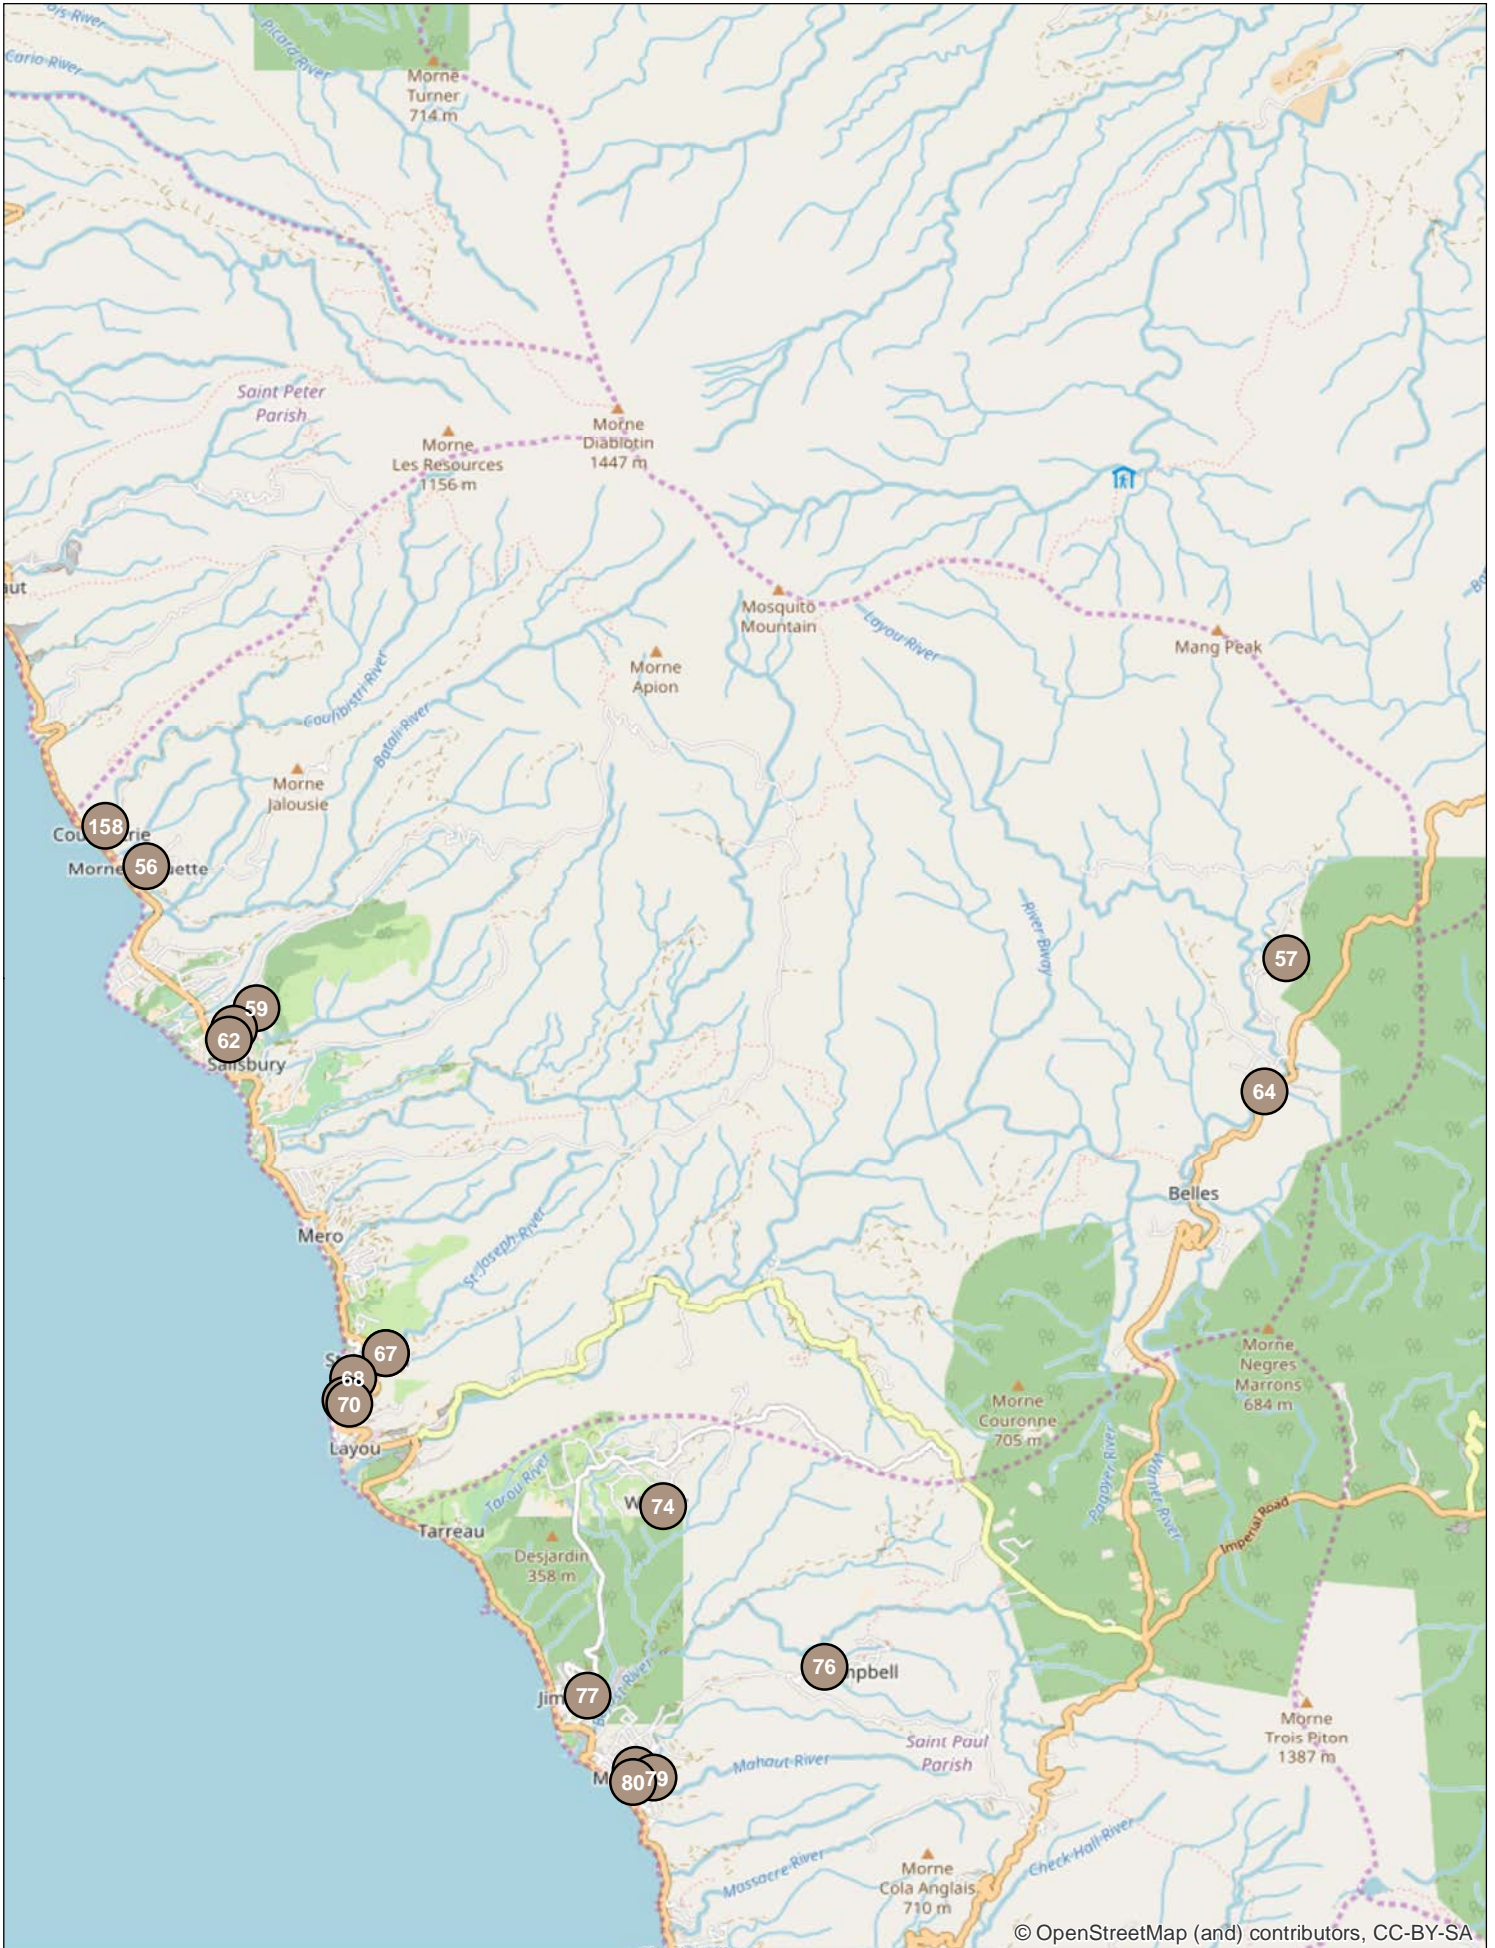 Picard River
Morne
Turner
714 m
Saint Peter
Parish
Morne
Diablotin
1447 m
Morne
Les Resources
1156 m
Mosquito
Mountain
Layou River
Mang Peak
Morne
Apion
Coulibistri River
Batali River
Morne
Jalousie
158
56
River Bivay
57
59
62
Salisbury
64
Belles
Mero
St. Joseph River
67
68
70
Layou
Morne
Negres
Marrons
684 m
Morne
Couronne
705 m
Tarou River
74
Pagayer River
Warner River
Imperial Road
Tarreau
Desjardin
358 m
76
77
Morne
Trois Piton
1387 m
Saint Paul
Parish
Mahaut River
80
79
Massacre River
Check Hall River
Morne
Cola Anglais
710 m
© OpenStreetMap (and) contributors, CC-BY-SA